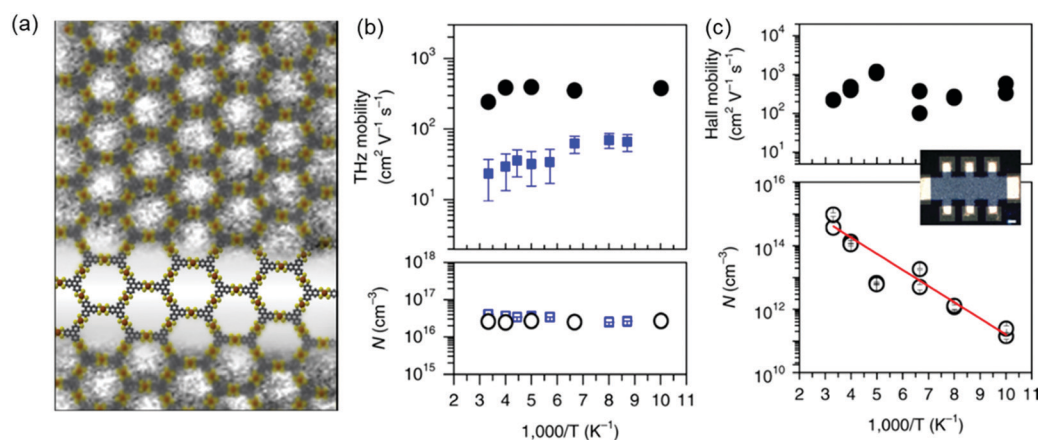 (a)
(b)
THz mobility
(cm² V⁻¹ s⁻¹)
10³
10²
10¹
N (cm⁻³)
10¹⁸
10¹⁷
10¹⁶
10¹⁵
2 3 4 5 6 7 8 9 10 11
1,000/T (K⁻¹)
(c)
Hall mobility
(cm² V⁻¹ s⁻¹)
10⁴
10³
10²
10¹
N (cm⁻³)
10¹⁶
10¹⁴
10¹²
10¹⁰
2 3 4 5 6 7 8 9 10 11
1,000/T (K⁻¹)